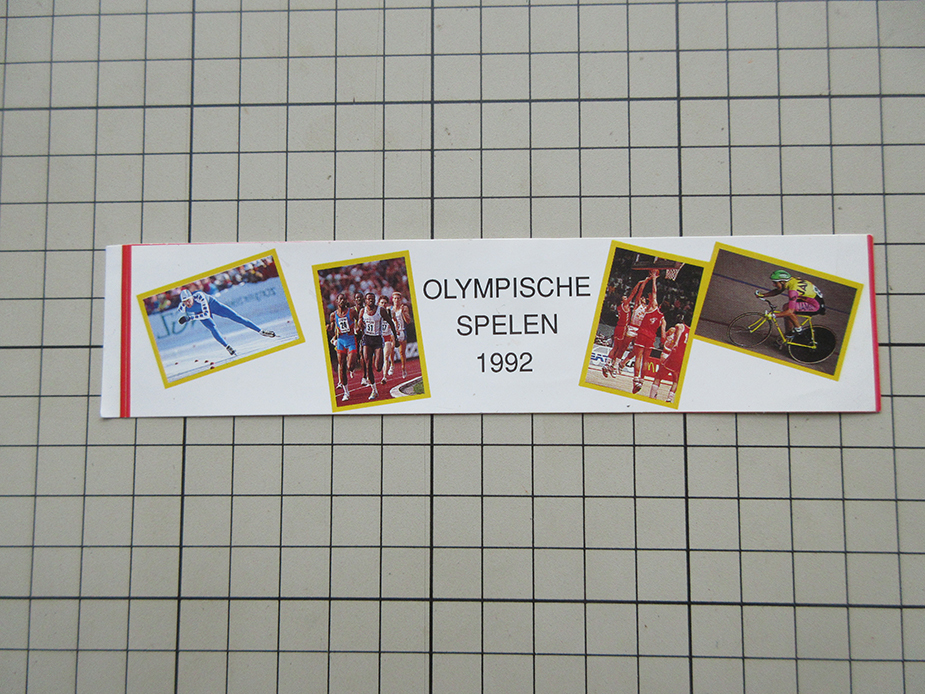 OLYMPISCHE
SPELEN
1992